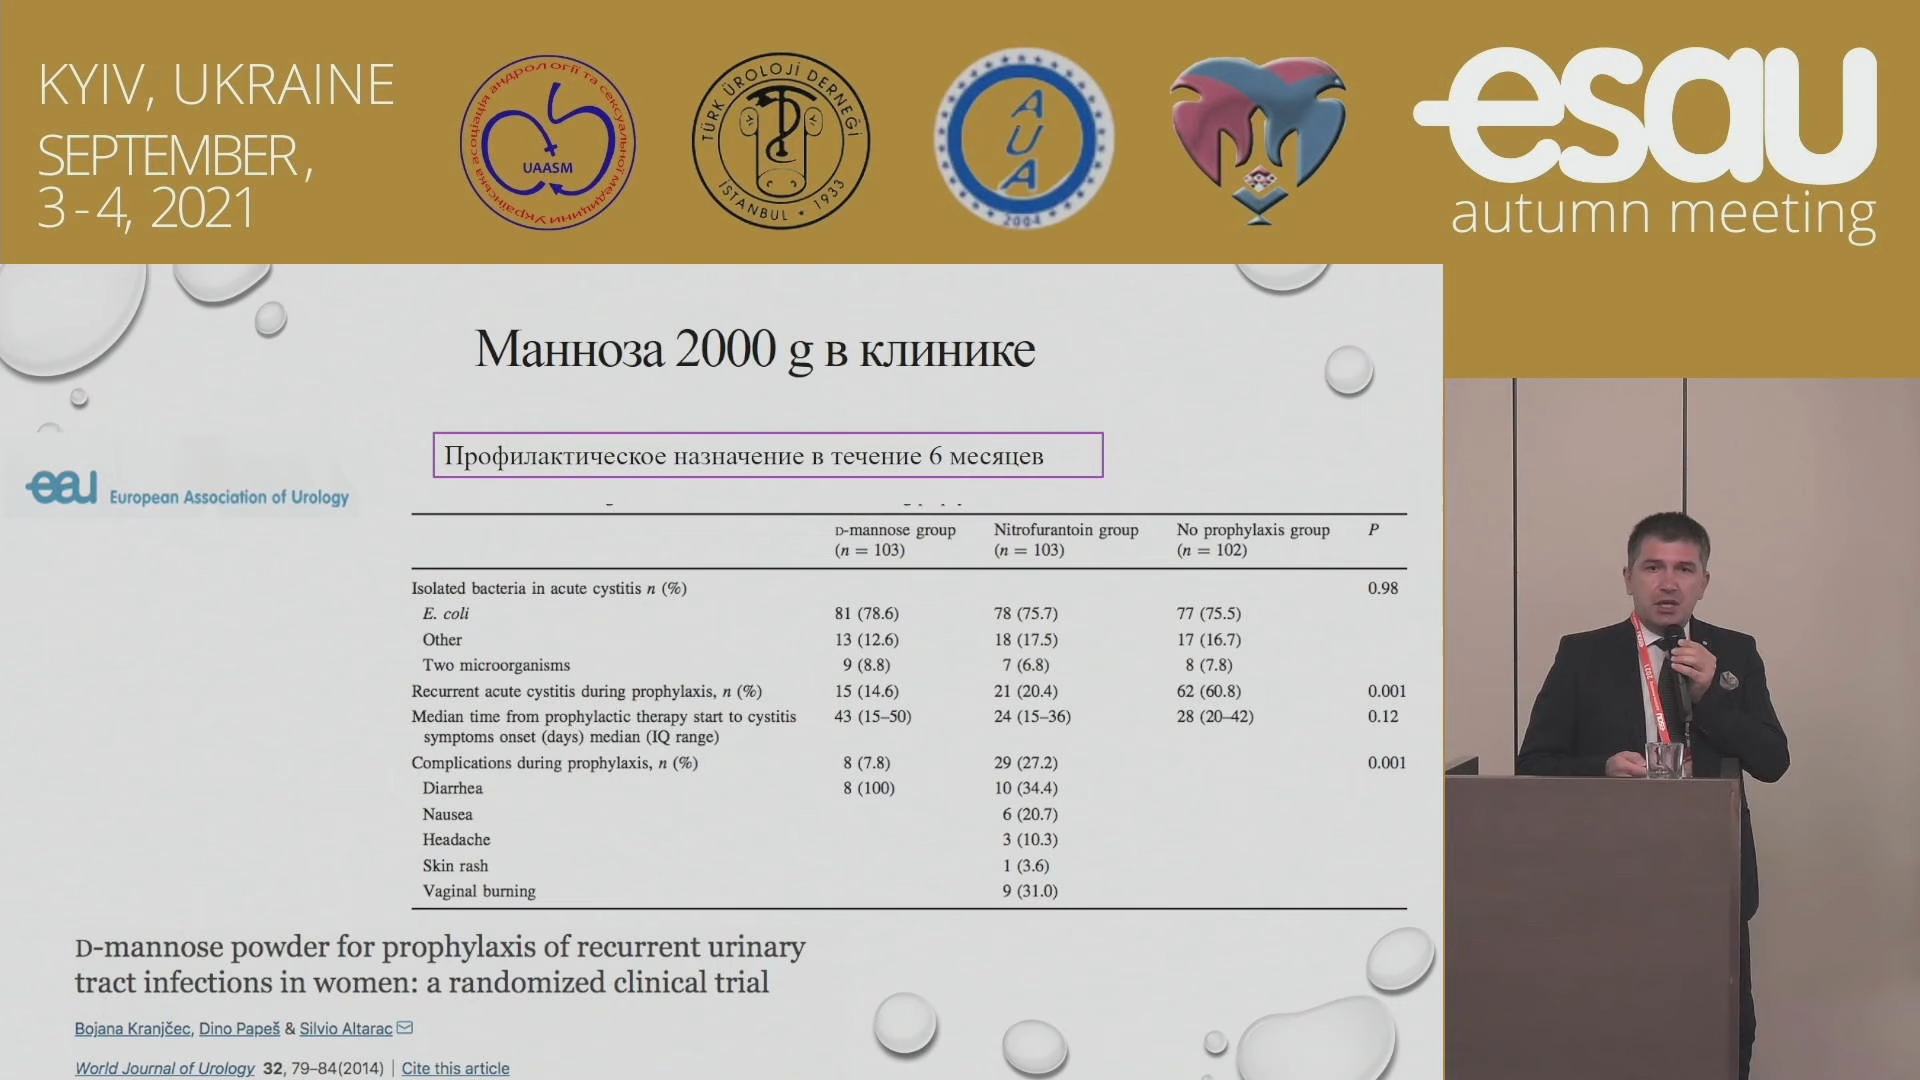 KYIV, UKRAINE
SEPTEMBER,
3-4, 2021
Українська асоціація андрології та сексуальної медицини
UAASM
TÜRK ÜROLOJİ DERNEĞİ
İSTANBUL • 1933
AUA
2004
esau
autumn meeting
Манноза 2000 g в клинике
Профилактическое назначение в течение 6 месяцев
eau European Association of Urology
D-mannose group Nitrofurantoin group No prophylaxis group P
(n = 103) (n = 103) (n = 102)
Isolated bacteria in acute cystitis n (%) 0.98
E. coli 81 (78.6) 78 (75.7) 77 (75.5)
Other 13 (12.6) 18 (17.5) 17 (16.7)
Two microorganisms 9 (8.8) 7 (6.8) 8 (7.8)
Recurrent acute cystitis during prophylaxis, n (%) 15 (14.6) 21 (20.4) 62 (60.8) 0.001
Median time from prophylactic therapy start to cystitis 43 (15–50) 24 (15–36) 28 (20–42) 0.12
symptoms onset (days) median (IQ range)
Complications during prophylaxis, n (%) 8 (7.8) 29 (27.2) 0.001
Diarrhea 8 (100) 10 (34.4)
Nausea 6 (20.7)
Headache 3 (10.3)
Skin rash 1 (3.6)
Vaginal burning 9 (31.0)
D-mannose powder for prophylaxis of recurrent urinary
tract infections in women: a randomized clinical trial
Bojana Kranjčec, Dino Papeš & Silvio Altarac
World Journal of Urology 32, 79–84(2014) | Cite this article